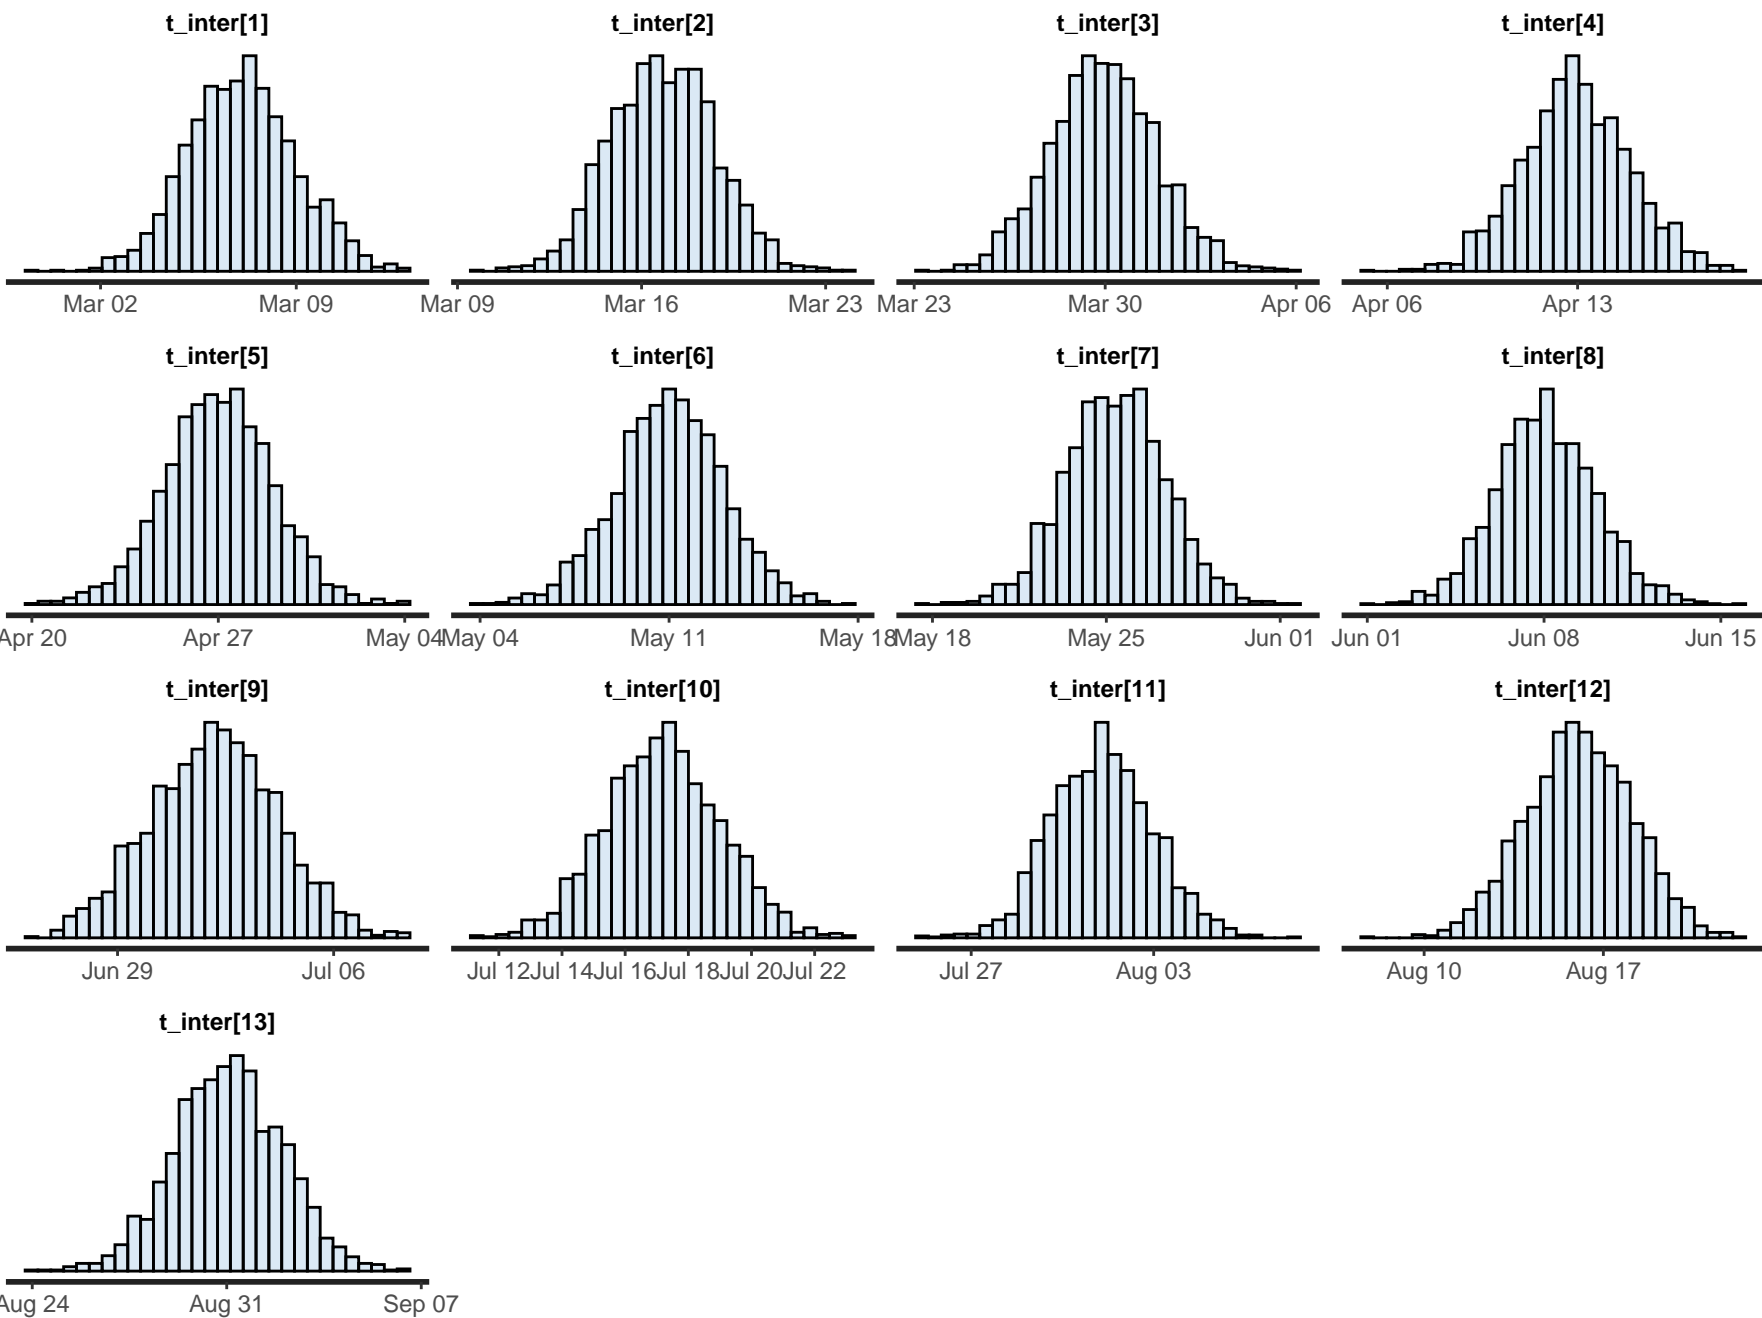 t_inter[1] t_inter[2] t_inter[3] t_inter[4]
Mar 02 Mar 09 Mar 09 Mar 16 Mar 23 Mar 23 Mar 30 Apr 06 Apr 06 Apr 13
t_inter[5] t_inter[6] t_inter[7] t_inter[8]
Apr 20 Apr 27 May 04 May 04 May 11 May 18 May 18 May 25 Jun 01 Jun 01 Jun 08 Jun 15
t_inter[9] t_inter[10] t_inter[11] t_inter[12]
Jun 29 Jul 06 Jul 12 Jul 14 Jul 16 Jul 18 Jul 20 Jul 22 Jul 27 Aug 03 Aug 10 Aug 17
t_inter[13]
Aug 24 Aug 31 Sep 07